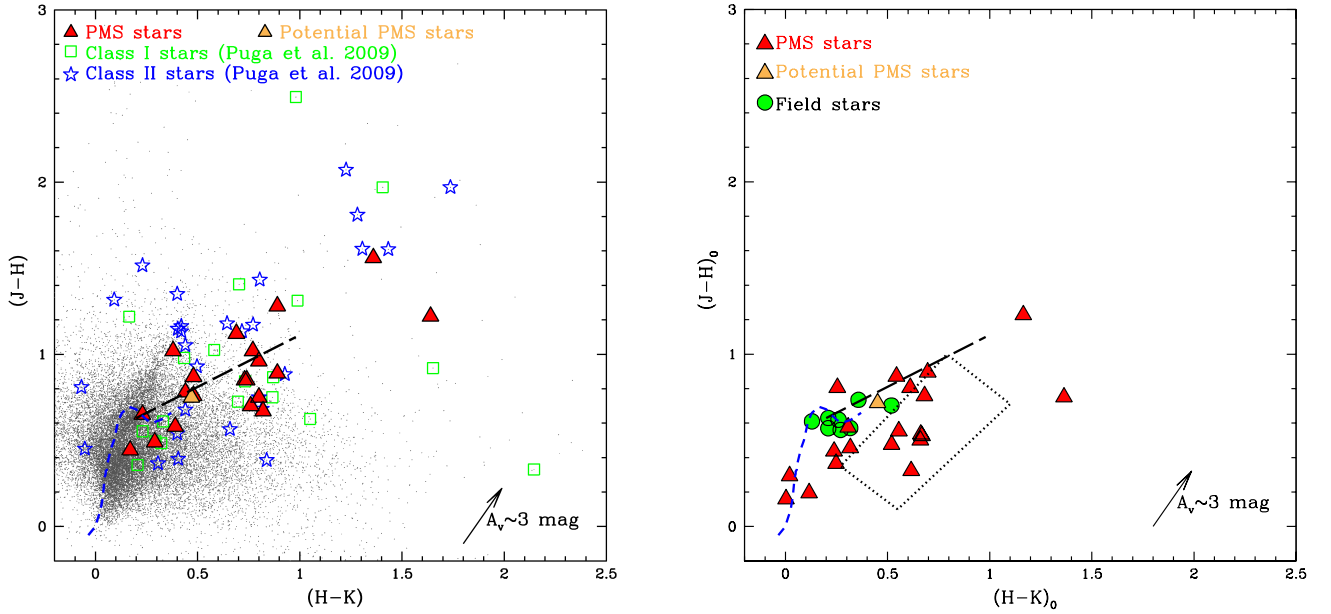 PMS stars
Potential PMS stars
Class I stars (Puga et al. 2009)
Class II stars (Puga et al. 2009)
3
2
1
0
(J−H)
A_v~3 mag
0 0.5 1 1.5 2 2.5
(H−K)
PMS stars
Potential PMS stars
Field stars
3
2
1
0
(J−H)₀
A_v~3 mag
0 0.5 1 1.5 2 2.5
(H−K)₀